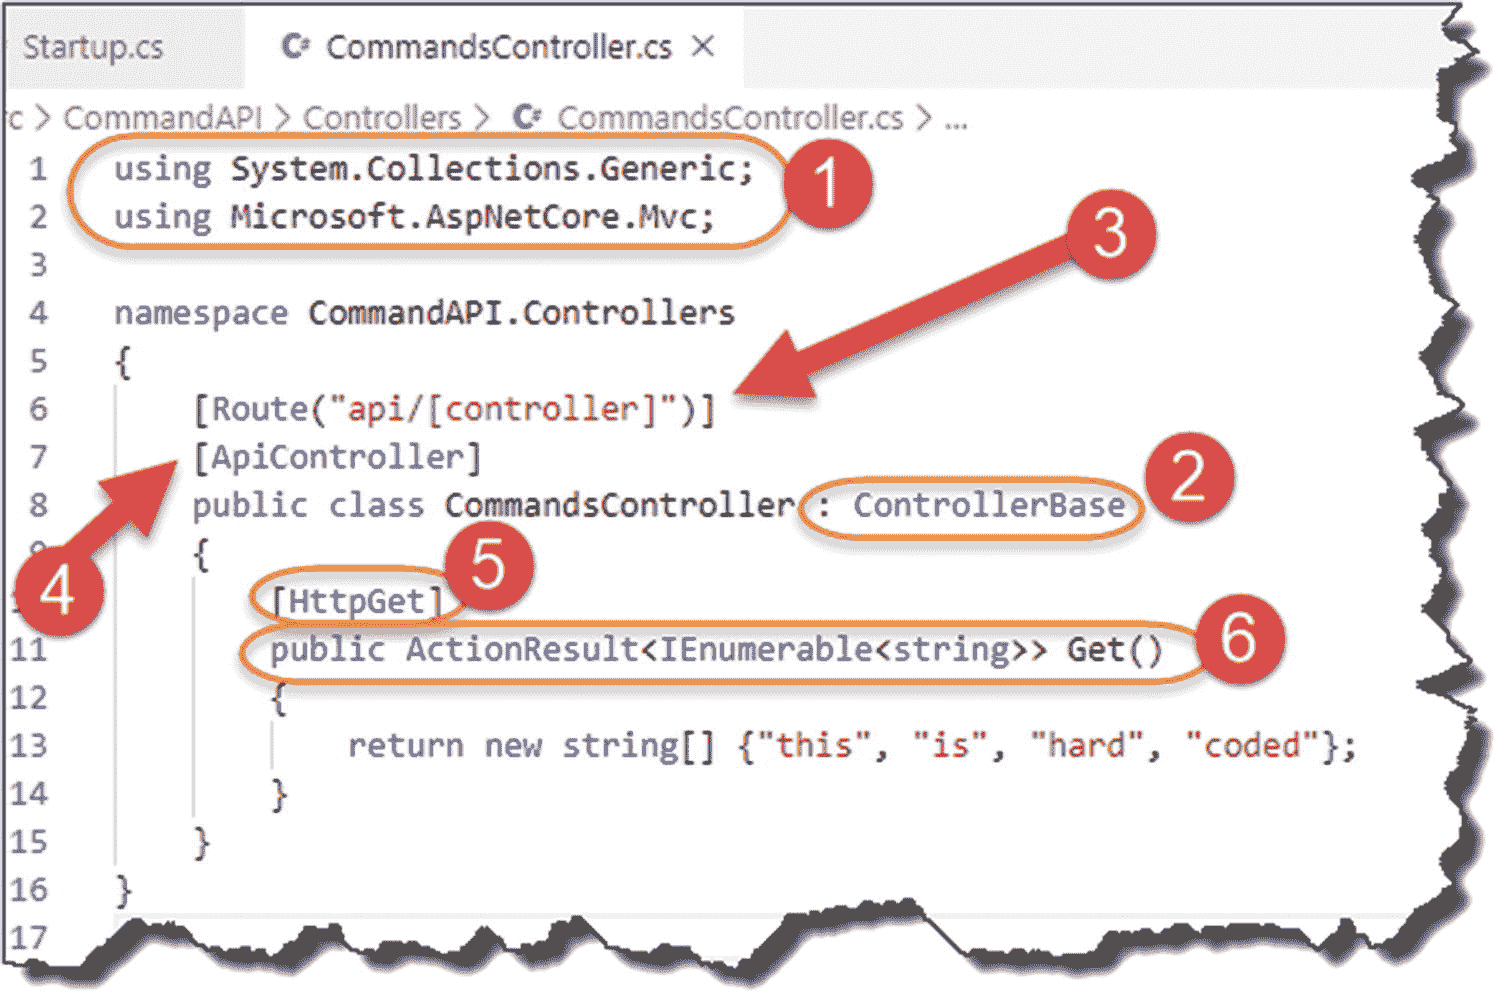 Startup.cs
C# CommandsController.cs ×
rc > CommandAPI > Controllers > C# CommandsController.cs > ...
1 using System.Collections.Generic;
2 using Microsoft.AspNetCore.Mvc;
1
3
3
4 namespace CommandAPI.Controllers
5 {
6 [Route("api/[controller]")]
7 [ApiController]
8 public class CommandsController : ControllerBase
2
{
4
[HttpGet]
5
11 public ActionResult<IEnumerable<string>> Get()
6
12 {
13 return new string[] {"this", "is", "hard", "coded"};
14 }
15 }
16 }
17